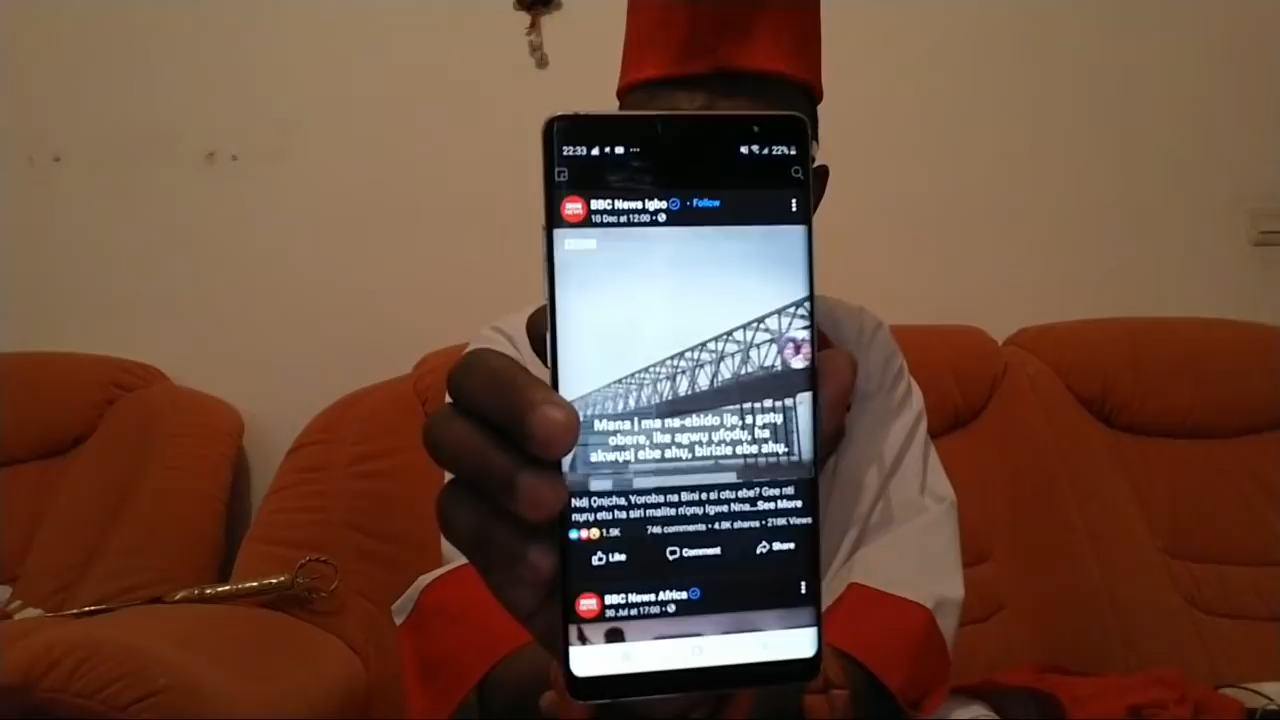 22:33
22%
BBC News Igbo · Follow
10 Dec at 12:00 ·
Mana Ị ma na-ebido ije, a gatụ
obere, ike agwụ ụfọdụ, ha
akwụsị ebe ahụ, birizie ebe ahụ.
Ndị Ọnịcha, Yoroba na Bini e si otu ebe? Gee nti
nụrụ etu ha siri malite n'ọnụ Igwe Nna...See More
1.5K 746 comments • 4.8K shares • 218K Views
Like Comment Share
BBC News Africa
30 Jul at 17:00 ·